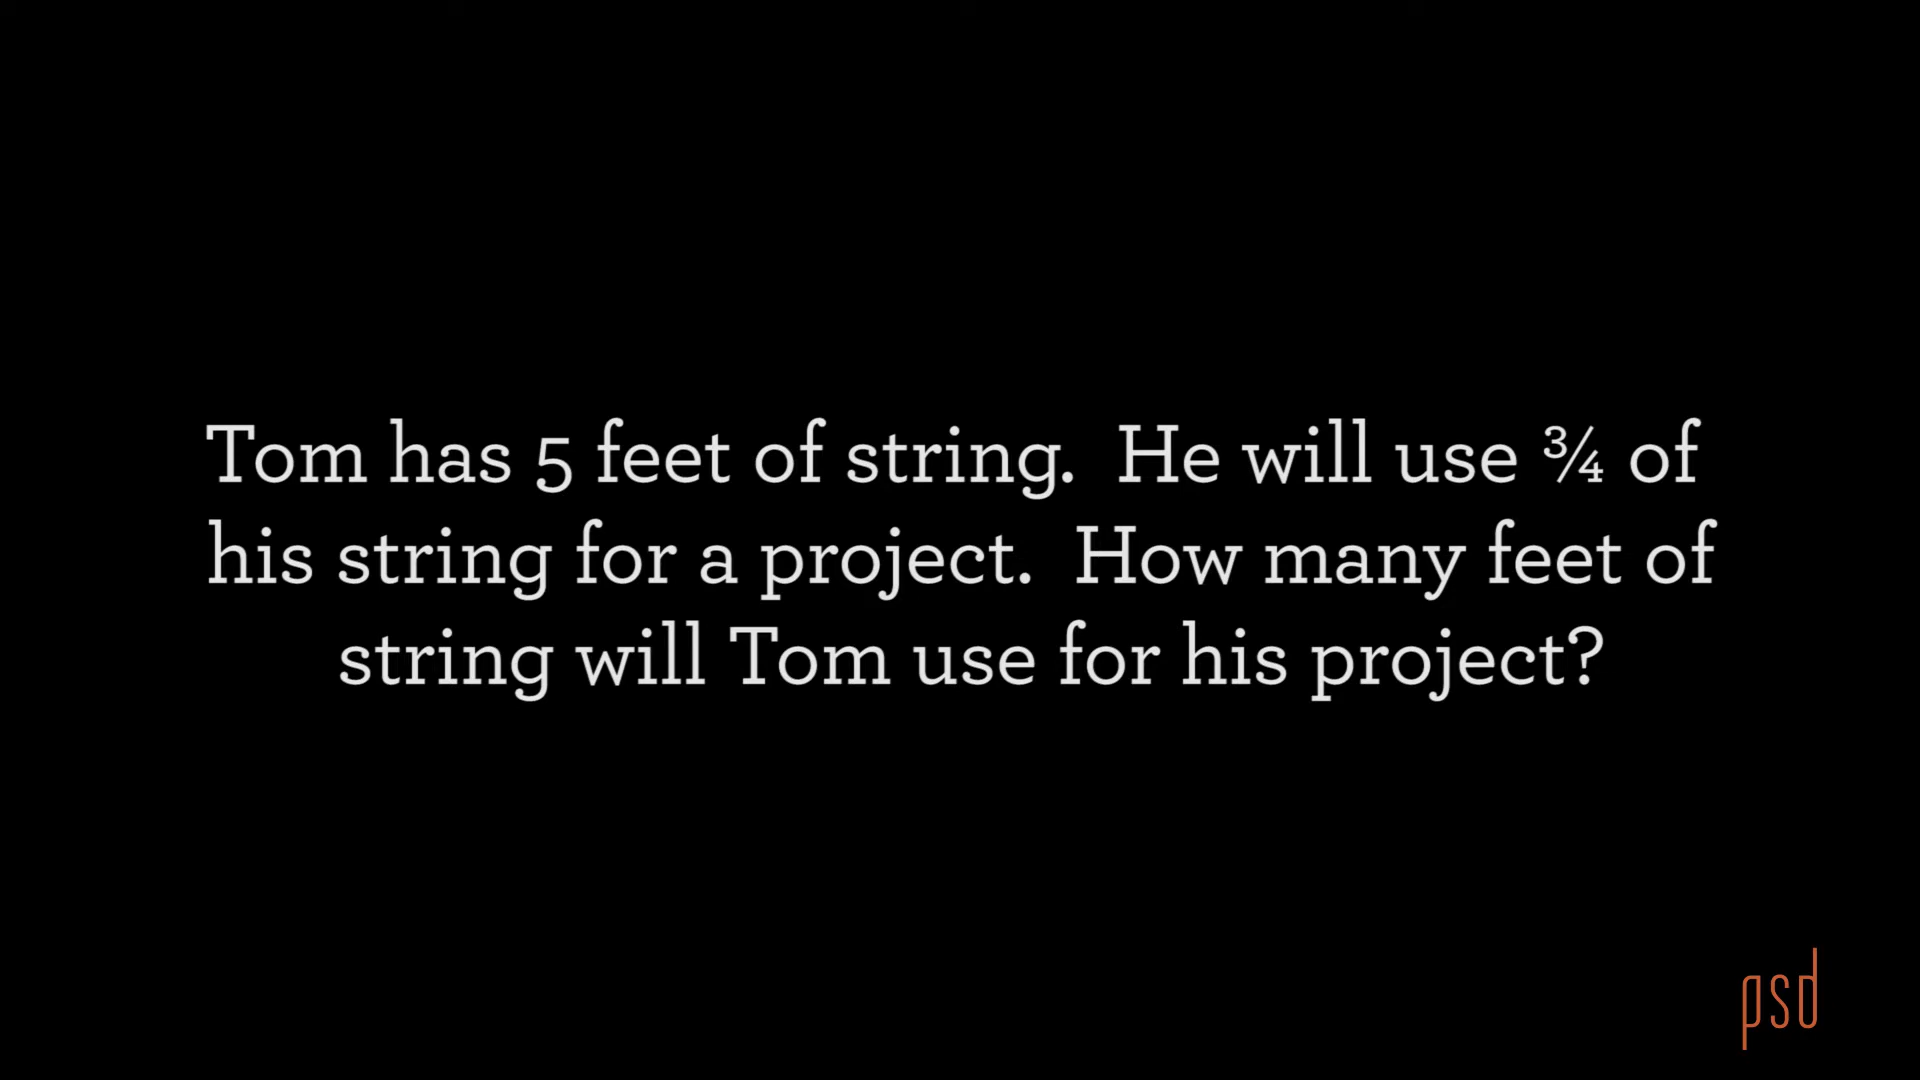 Tom has 5 feet of string.  He will use ¾ of
his string for a project.  How many feet of
string will Tom use for his project?
psd